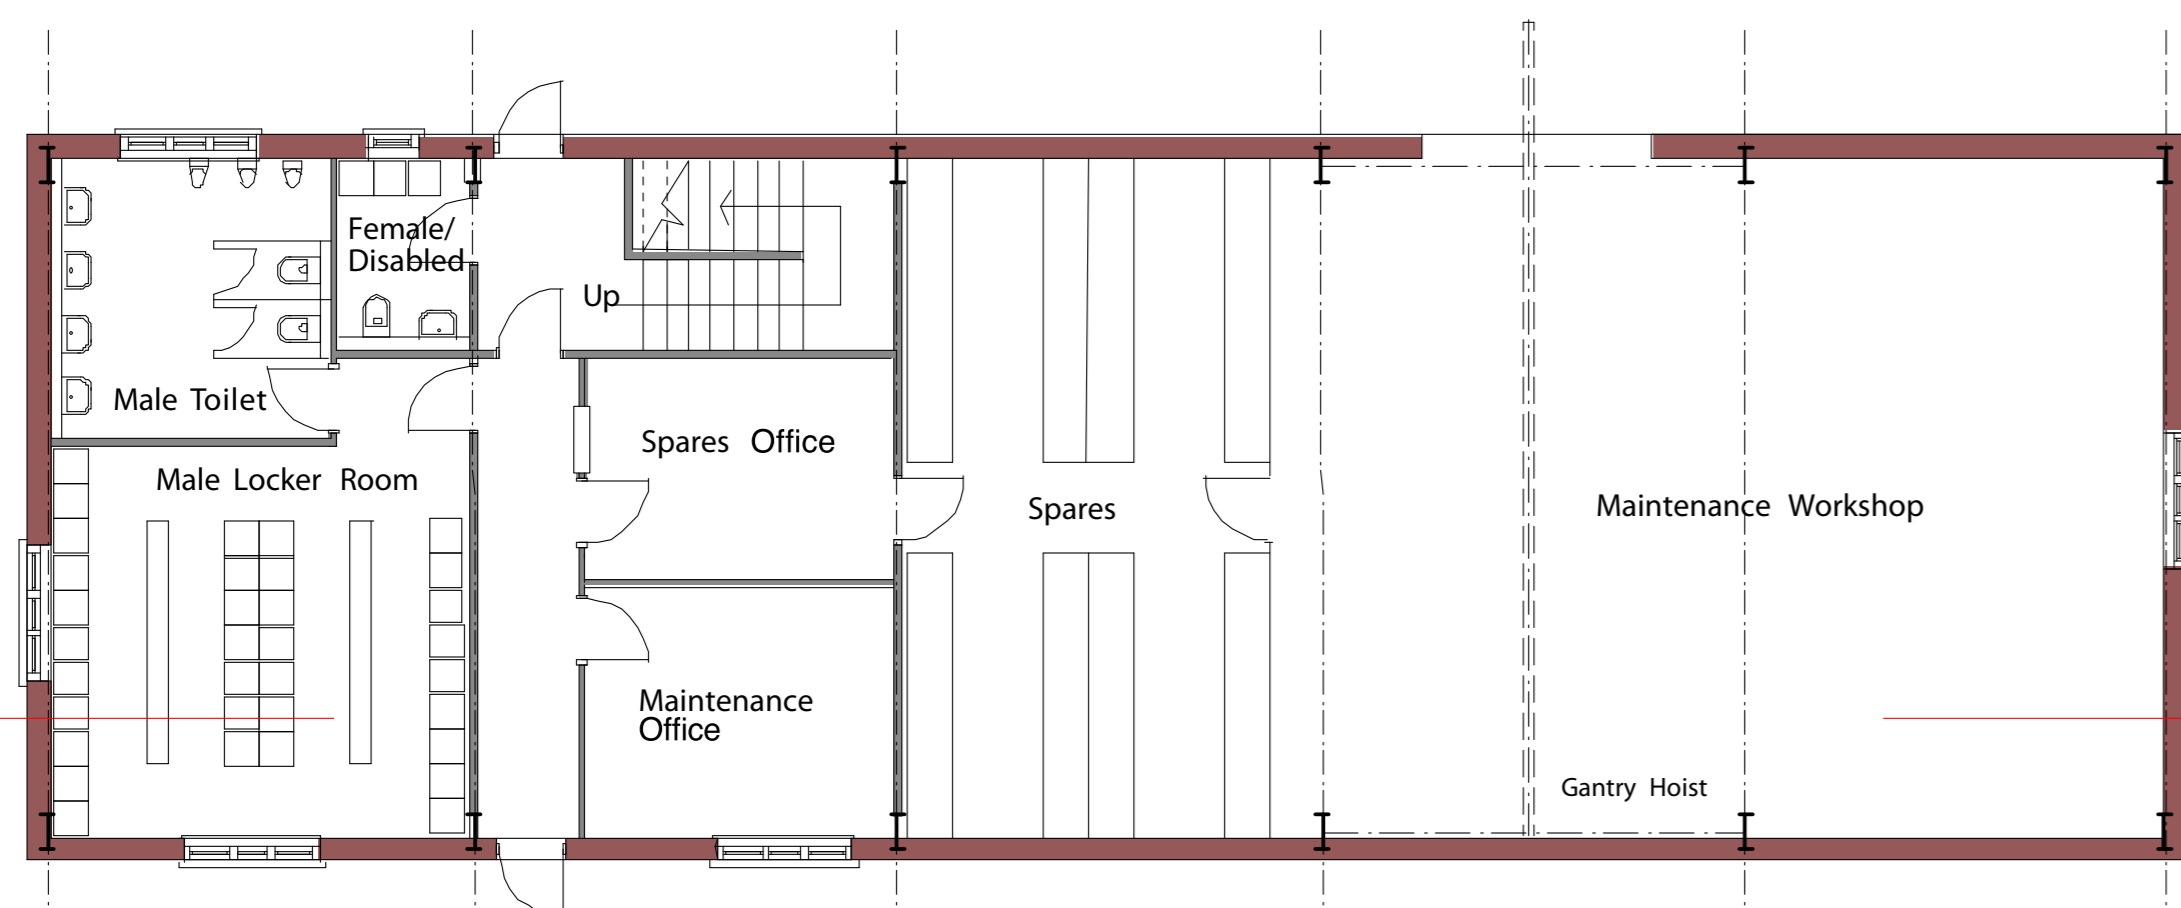 Female/
Disabled
Up
Male Toilet
Spares Office
Male Locker Room
Spares
Maintenance Workshop
Maintenance
Office
Gantry Hoist